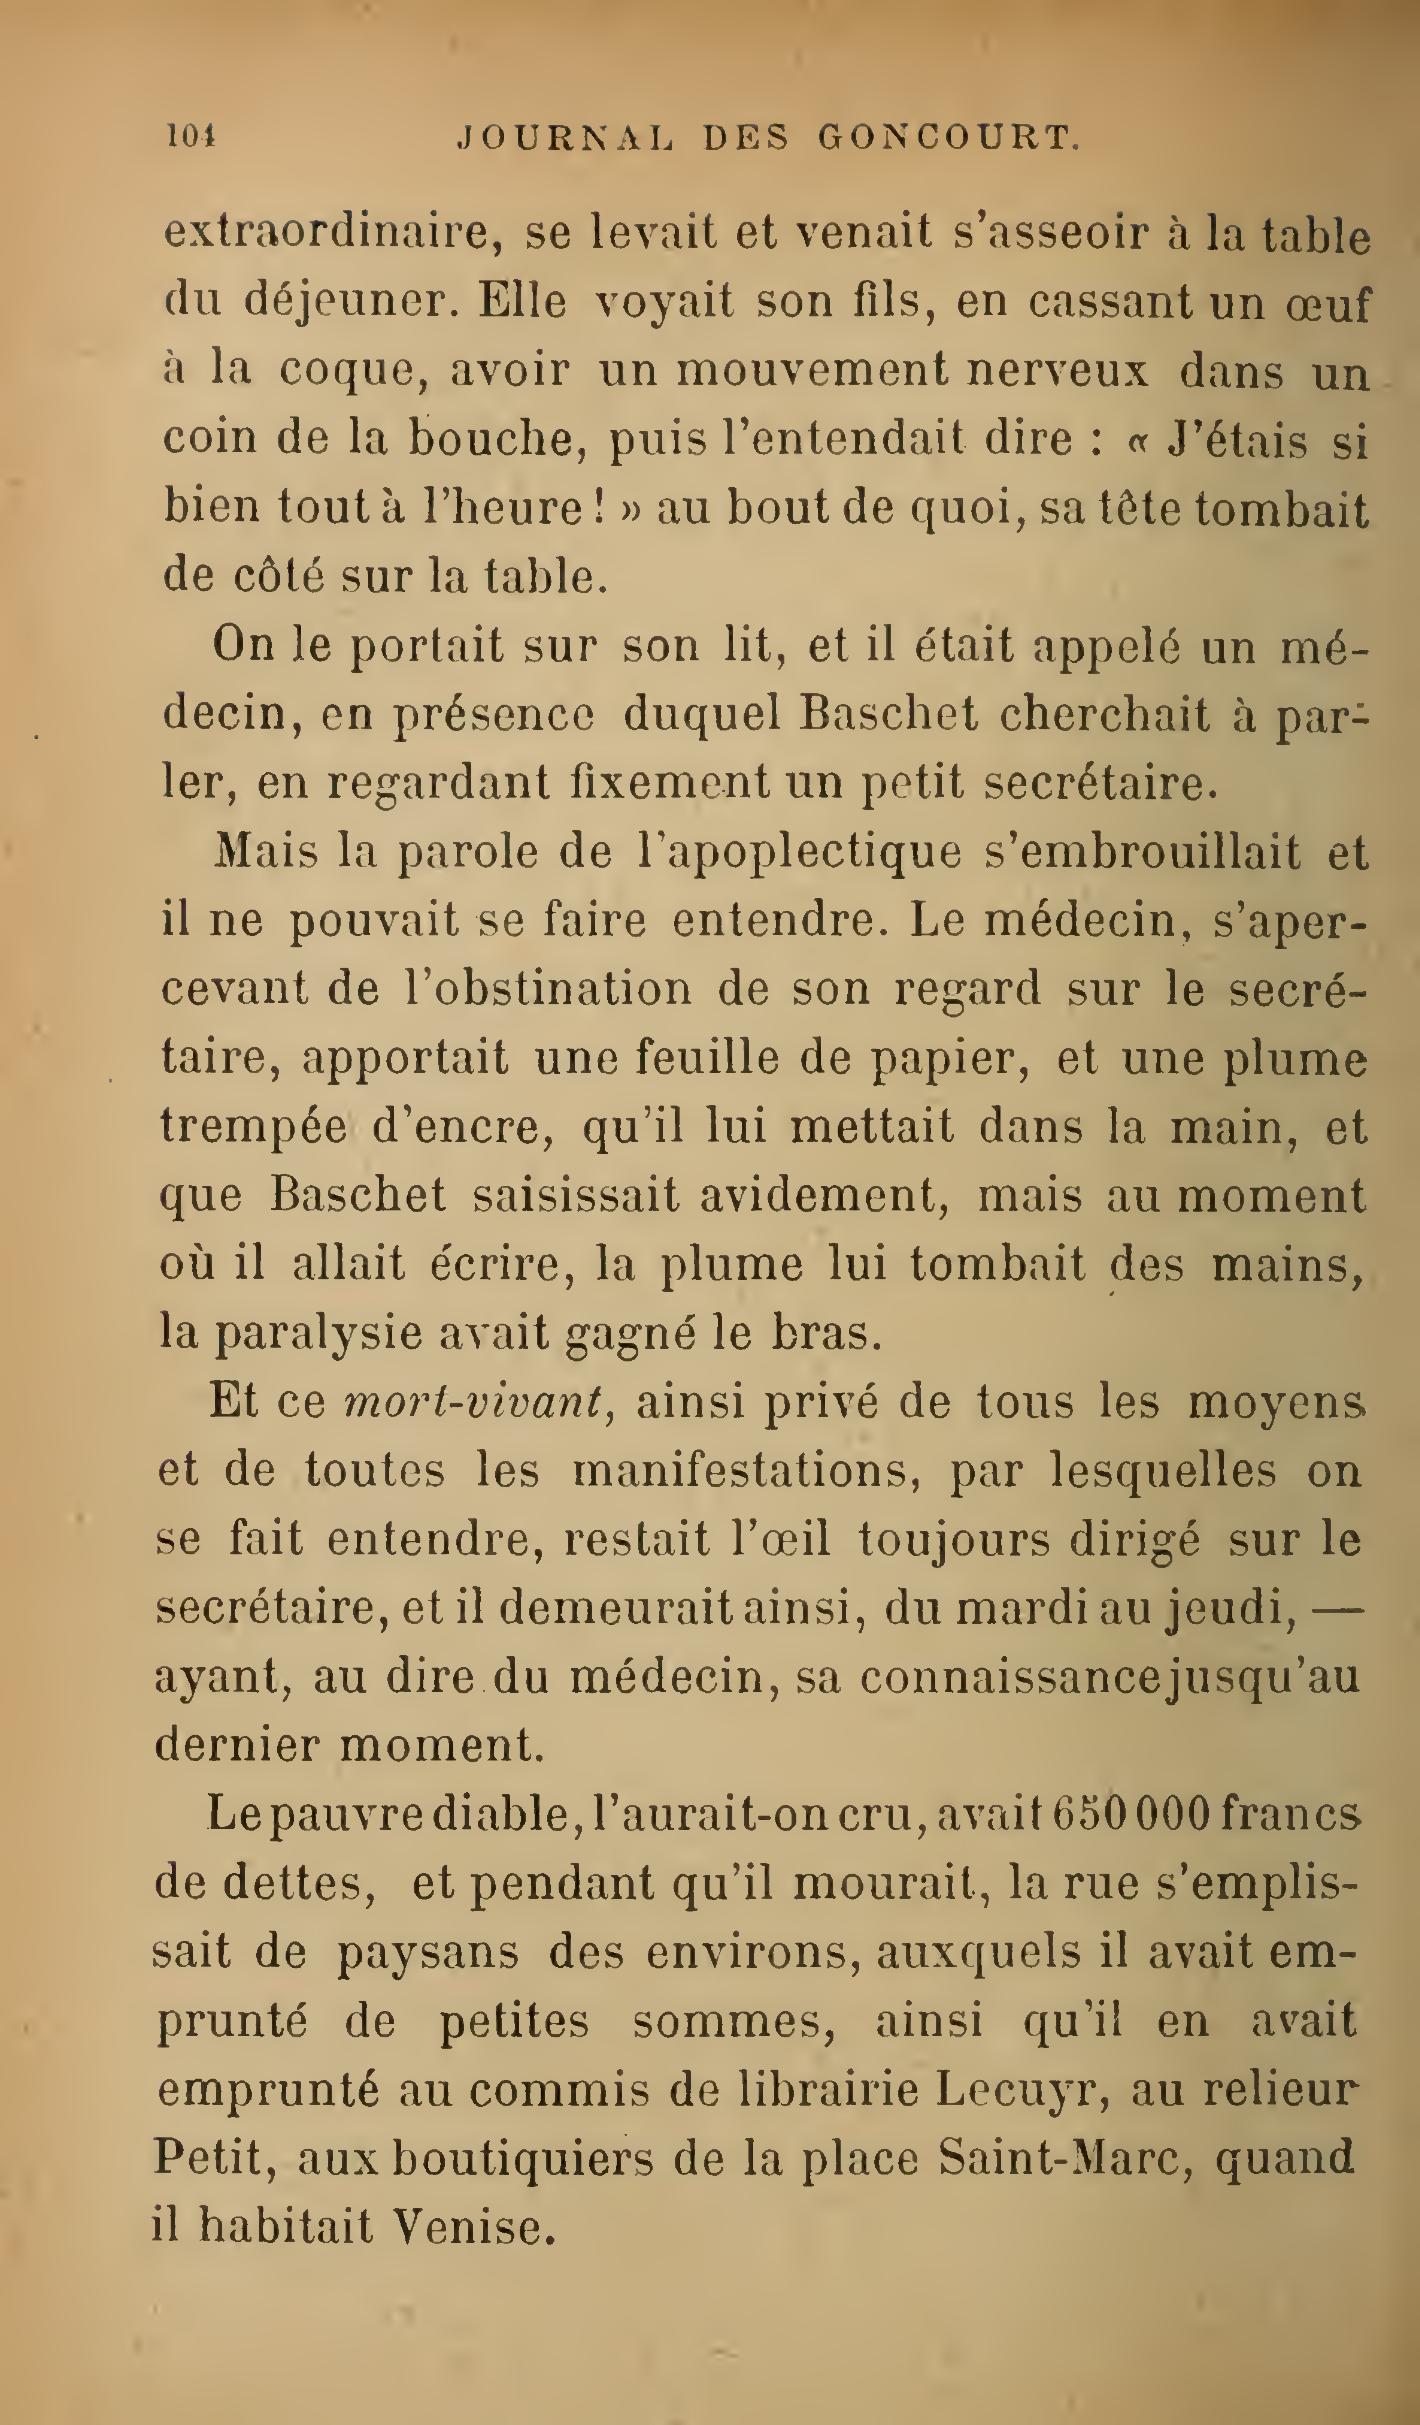 104 JOURNAL DES GONCOURT.
extraordinaire, se levait et venait s'asseoir à la table
du déjeuner. Elle voyait son fils, en cassant un œuf
à la coque, avoir un mouvement nerveux dans un
coin de la bouche, puis l'entendait dire : « J'étais si
bien tout à l'heure ! » au bout de quoi, sa tête tombait
de côté sur la table.
On le portait sur son lit, et il était appelé un mé-
decin, en présence duquel Baschet cherchait à par-
ler, en regardant fixement un petit secrétaire.
Mais la parole de l'apoplectique s'embrouillait et
il ne pouvait se faire entendre. Le médecin, s'aper-
cevant de l'obstination de son regard sur le secré-
taire, apportait une feuille de papier, et une plume
trempée d'encre, qu'il lui mettait dans la main, et
que Baschet saisissait avidement, mais au moment
où il allait écrire, la plume lui tombait des mains,
la paralysie avait gagné le bras.
Et ce mort-vivant, ainsi privé de tous les moyens
et de toutes les manifestations, par lesquelles on
se fait entendre, restait l'œil toujours dirigé sur le
secrétaire, et il demeurait ainsi, du mardi au jeudi, —
ayant, au dire du médecin, sa connaissance jusqu'au
dernier moment.
Le pauvre diable, l'aurait-on cru, avait 650 000 francs
de dettes, et pendant qu'il mourait, la rue s'emplis-
sait de paysans des environs, auxquels il avait em-
prunté de petites sommes, ainsi qu'il en avait
emprunté au commis de librairie Lecuyr, au relieur
Petit, aux boutiquiers de la place Saint-Marc, quand
il habitait Venise.